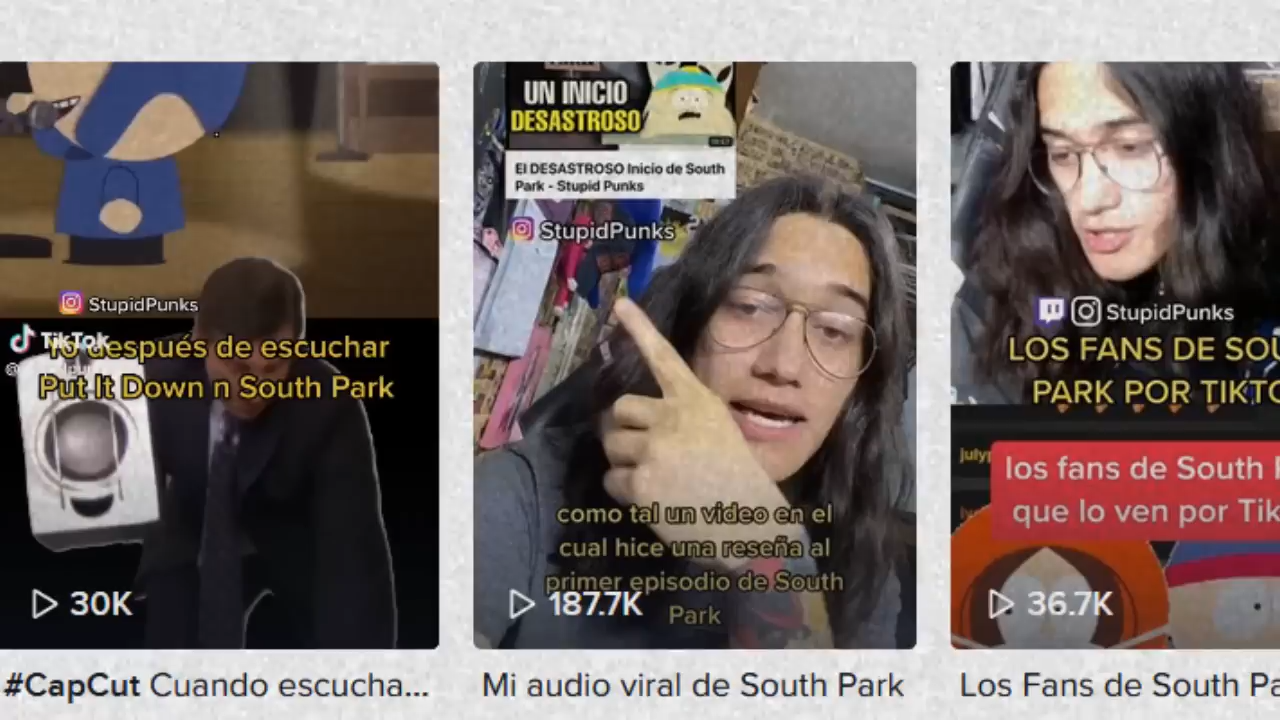 StupidPunks
TikTok
Yo después de escuchar
Put It Down n South Park
30K
#CapCut Cuando escucha...
UN INICIO
DESASTROSO
El DESASTROSO Inicio de South
Park - Stupid Punks
StupidPunks
como tal un video en el
cual hice una reseña al
primer episodio de South
Park
187.7K
Mi audio viral de South Park
StupidPunks
LOS FANS DE SOU
PARK POR TIKTO
july
los fans de South
que lo ven por Tik
36.7K
Los Fans de South Pa